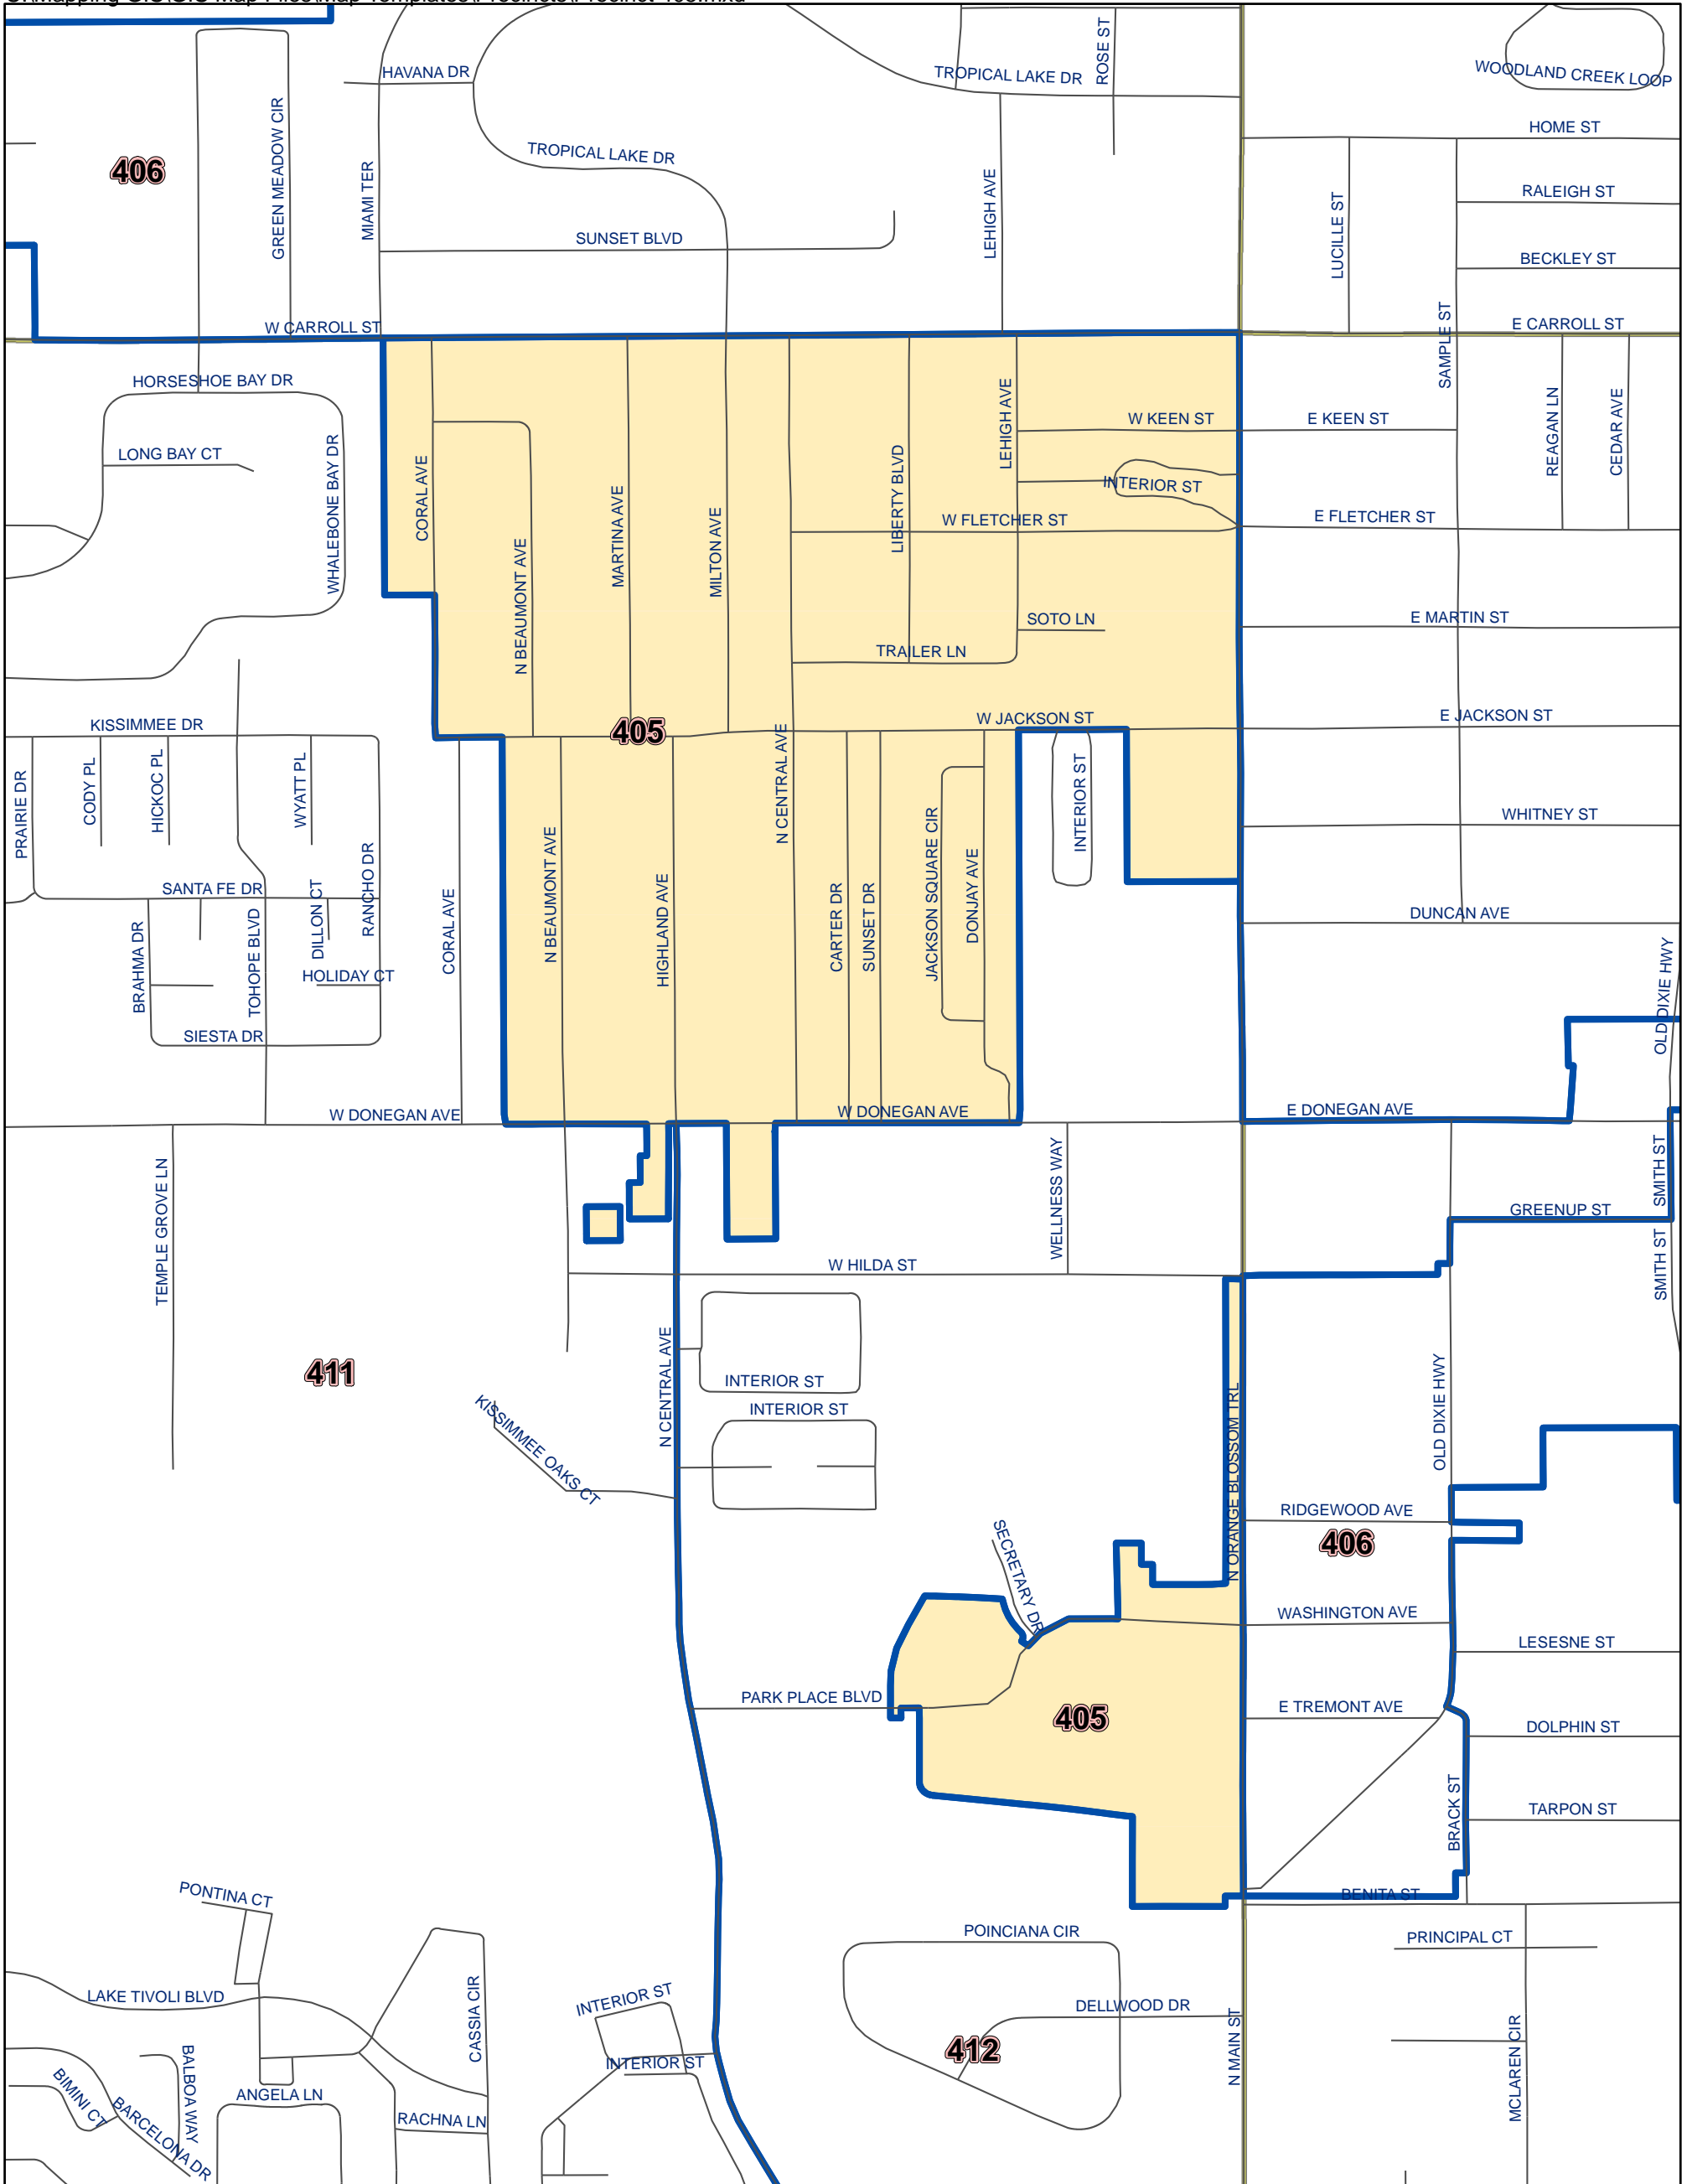 HAVANA DR
TROPICAL LAKE DR
ROSE ST
WOODLAND CREEK LOOP
HOME ST
406
GREEN MEADOW CIR
MIAMI TER
TROPICAL LAKE DR
LEHIGH AVE
LUCILLE ST
RALEIGH ST
SUNSET BLVD
BECKLEY ST
W CARROLL ST
SAMPLE ST
E CARROLL ST
HORSESHOE BAY DR
LONG BAY CT
WHALEBONE BAY DR
CORAL AVE
N BEAUMONT AVE
MARTINA AVE
MILTON AVE
LIBERTY BLVD
LEHIGH AVE
W KEEN ST
E KEEN ST
REAGAN LN
CEDAR AVE
INTERIOR ST
W FLETCHER ST
E FLETCHER ST
SOTO LN
E MARTIN ST
TRAILER LN
KISSIMMEE DR
405
W JACKSON ST
E JACKSON ST
PRAIRIE DR
CODY PL
HICKOC PL
WYATT PL
RANCHO DR
N CENTRAL AVE
INTERIOR ST
WHITNEY ST
SANTA FE DR
DILLON CT
BRAHMA DR
TOHOPE BLVD
CORAL AVE
N BEAUMONT AVE
HIGHLAND AVE
CARTER DR
SUNSET DR
JACKSON SQUARE CIR
DONJAY AVE
DUNCAN AVE
HOLIDAY CT
OLD DIXIE HWY
SIESTA DR
W DONEGAN AVE
W DONEGAN AVE
E DONEGAN AVE
TEMPLE GROVE LN
WELLNESS WAY
SMITH ST
GREENUP ST
SMITH ST
W HILDA ST
411
N CENTRAL AVE
INTERIOR ST
INTERIOR ST
KISSIMMEE OAKS CT
N ORANGE BLOSSOM TRL
OLD DIXIE HWY
RIDGEWOOD AVE
406
SECRETARY DR
WASHINGTON AVE
LESESNE ST
PARK PLACE BLVD
405
E TREMONT AVE
DOLPHIN ST
BRACK ST
TARPON ST
PONTINA CT
BENITA ST
POINCIANA CIR
PRINCIPAL CT
LAKE TIVOLI BLVD
CASSIA CIR
INTERIOR ST
DELLWOOD DR
412
N MAIN ST
MCLAREN CIR
INTERIOR ST
BALBOA WAY
BIMINI CT
BARCELONA DR
ANGELA LN
RACHNA LN